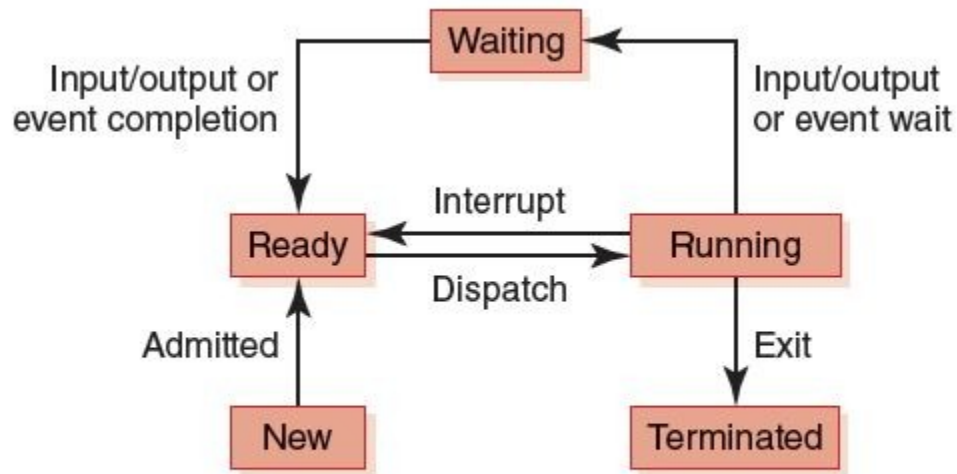 Waiting
Input/output or
event completion
Input/output
or event wait
Interrupt
Ready
Running
Dispatch
Admitted
Exit
New
Terminated